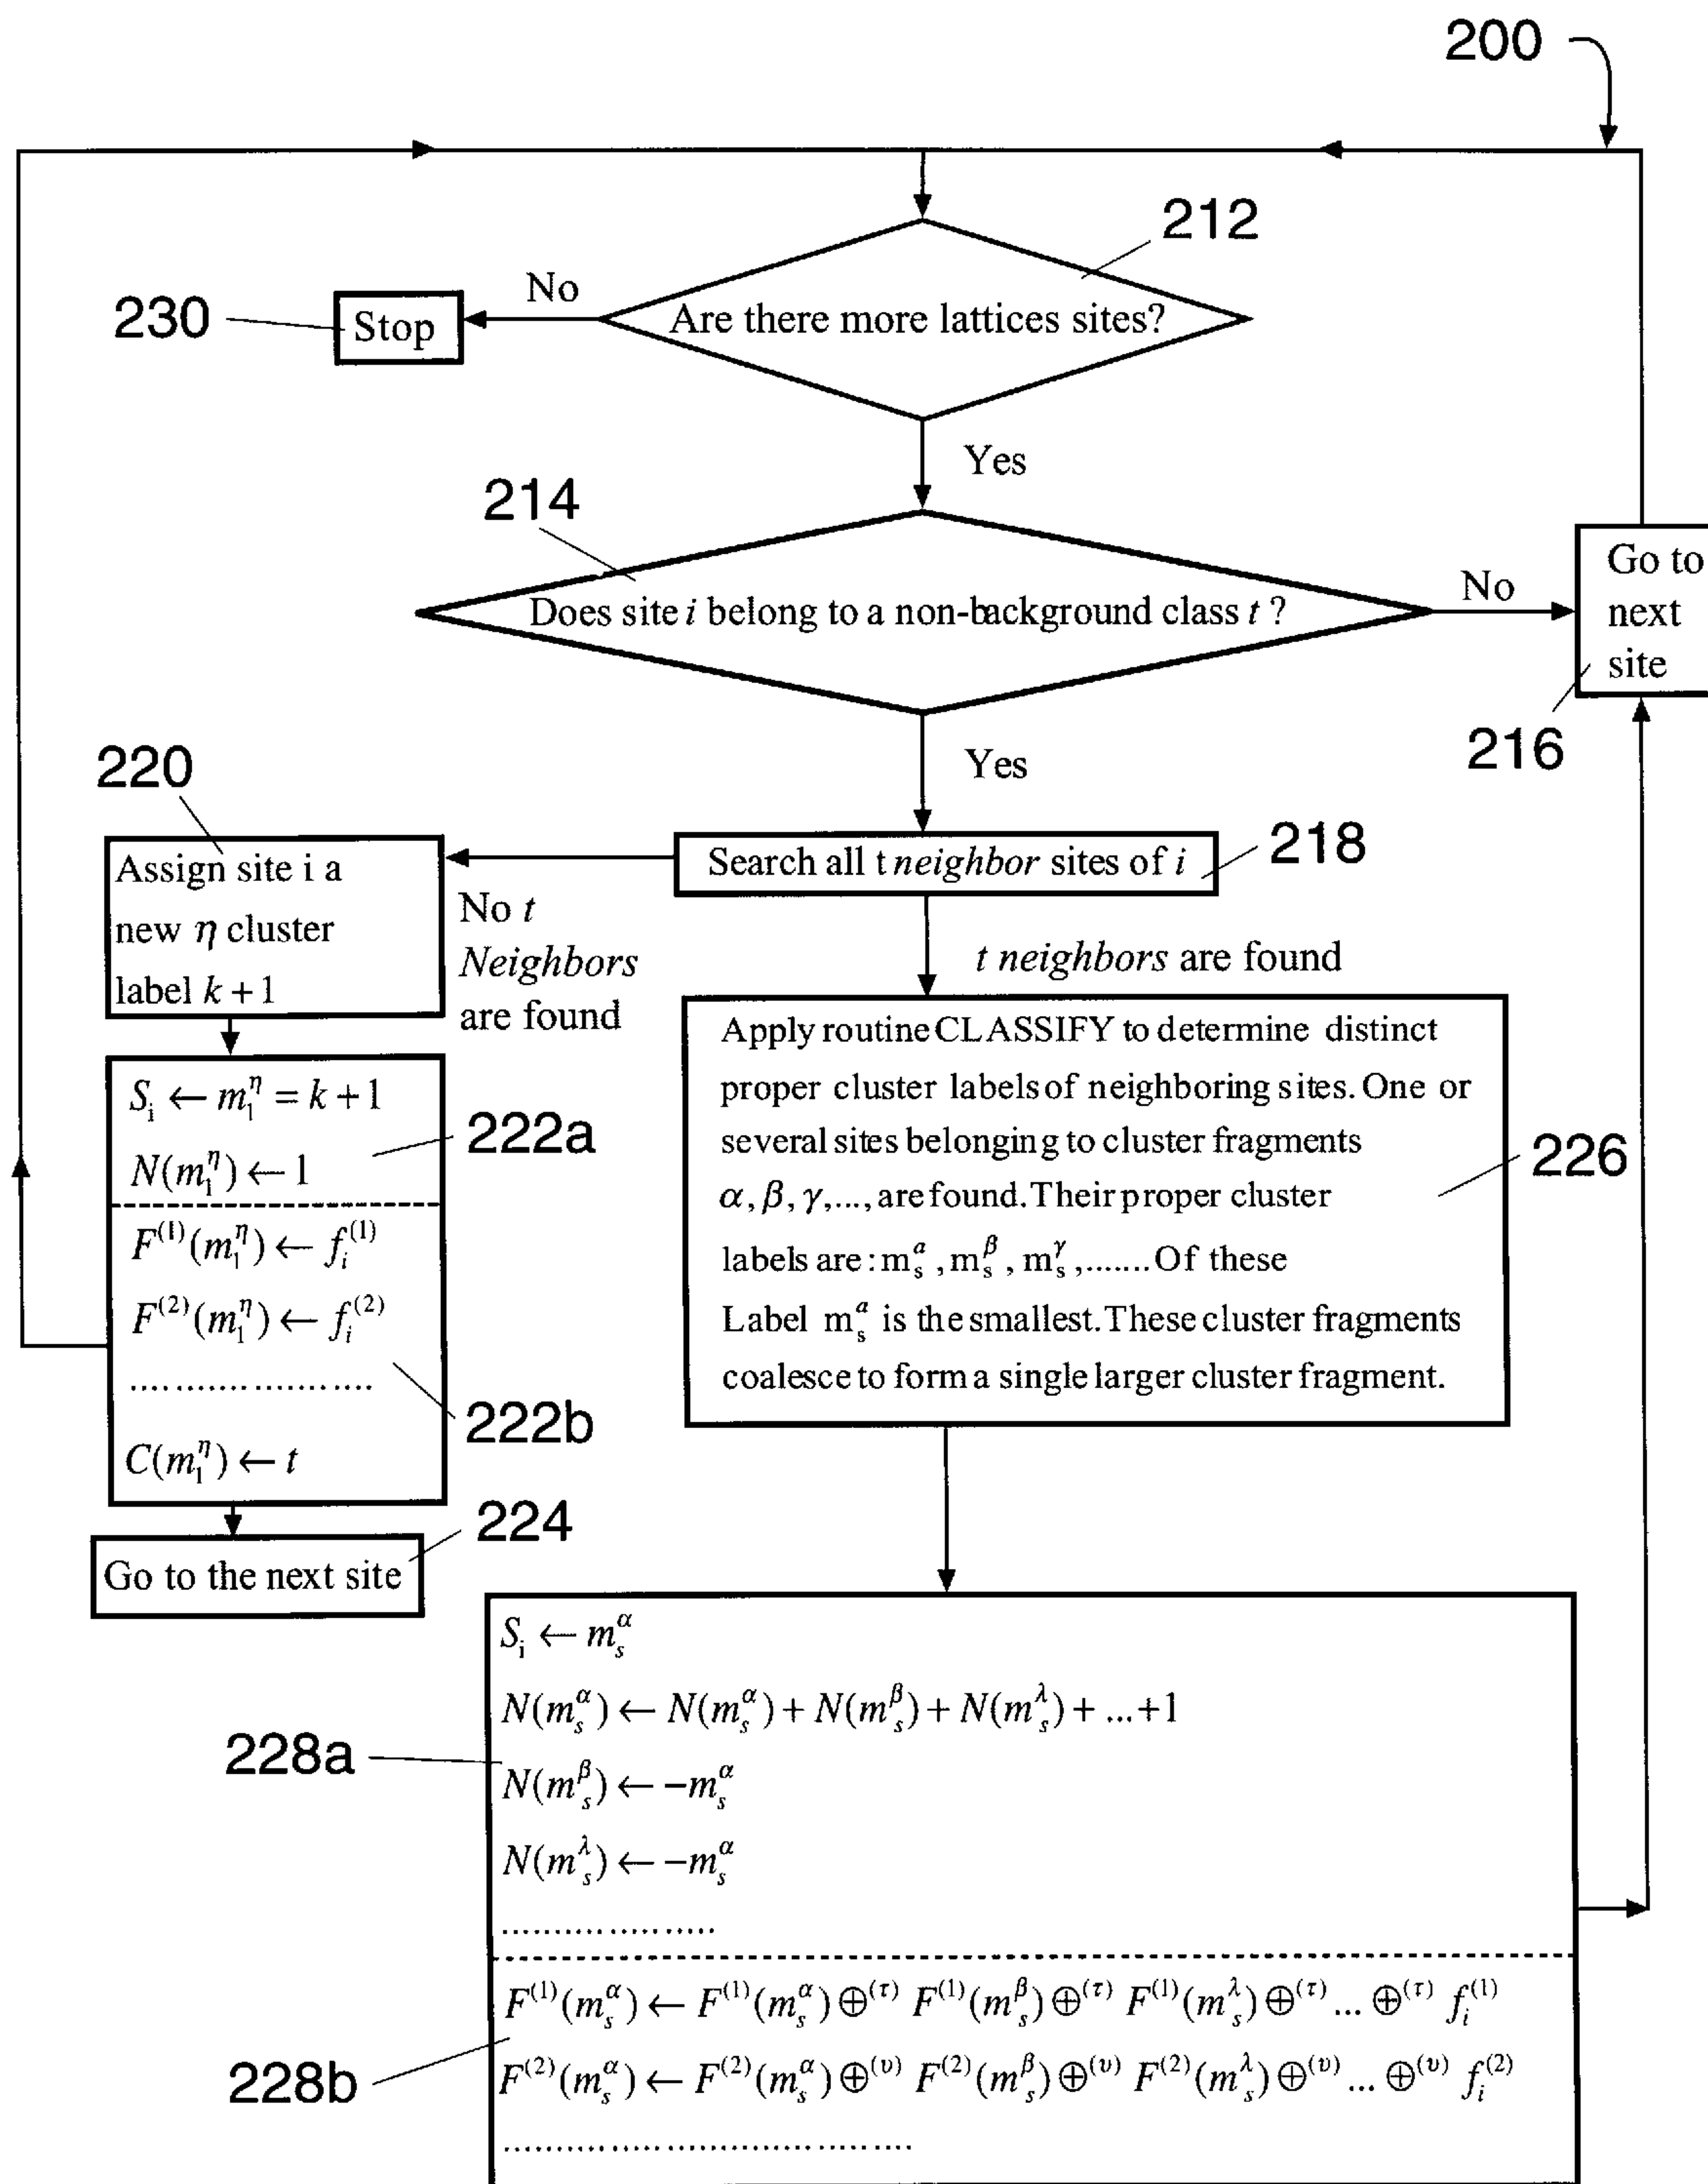 200
212
No
230
Stop
Are there more lattices sites?
Yes
214
Go to
next
site
No
Does site i belong to a non-background class t ?
216
Yes
220
218
Search all t neighbor sites of i
Assign site i a
new η cluster
label k + 1
No t
Neighbors
are found
t neighbors are found
Apply routine CLASSIFY to determine distinct
proper cluster labels of neighboring sites. One or
several sites belonging to cluster fragments
α, β, γ,..., are found. Their proper cluster
labels are: m_s^a, m_s^β, m_s^γ,.......Of these
Label m_s^a is the smallest. These cluster fragments
coalesce to form a single larger cluster fragment.
226
S_i ← m_1^η = k + 1
N(m_1^η) ← 1
222a
F^(1)(m_1^η) ← f_i^(1)
F^(2)(m_1^η) ← f_i^(2)
.....................
C(m_1^η) ← t
222b
224
Go to the next site
S_i ← m_s^α
N(m_s^α) ← N(m_s^α) + N(m_s^β) + N(m_s^λ) + ...+1
228a
N(m_s^β) ← −m_s^α
N(m_s^λ) ← −m_s^α
...................
F^(1)(m_s^α) ← F^(1)(m_s^α) ⊕^(τ) F^(1)(m_s^β) ⊕^(τ) F^(1)(m_s^λ) ⊕^(τ) ... ⊕^(τ) f_i^(1)
228b
F^(2)(m_s^α) ← F^(2)(m_s^α) ⊕^(υ) F^(2)(m_s^β) ⊕^(υ) F^(2)(m_s^λ) ⊕^(υ) ... ⊕^(υ) f_i^(2)
....................................